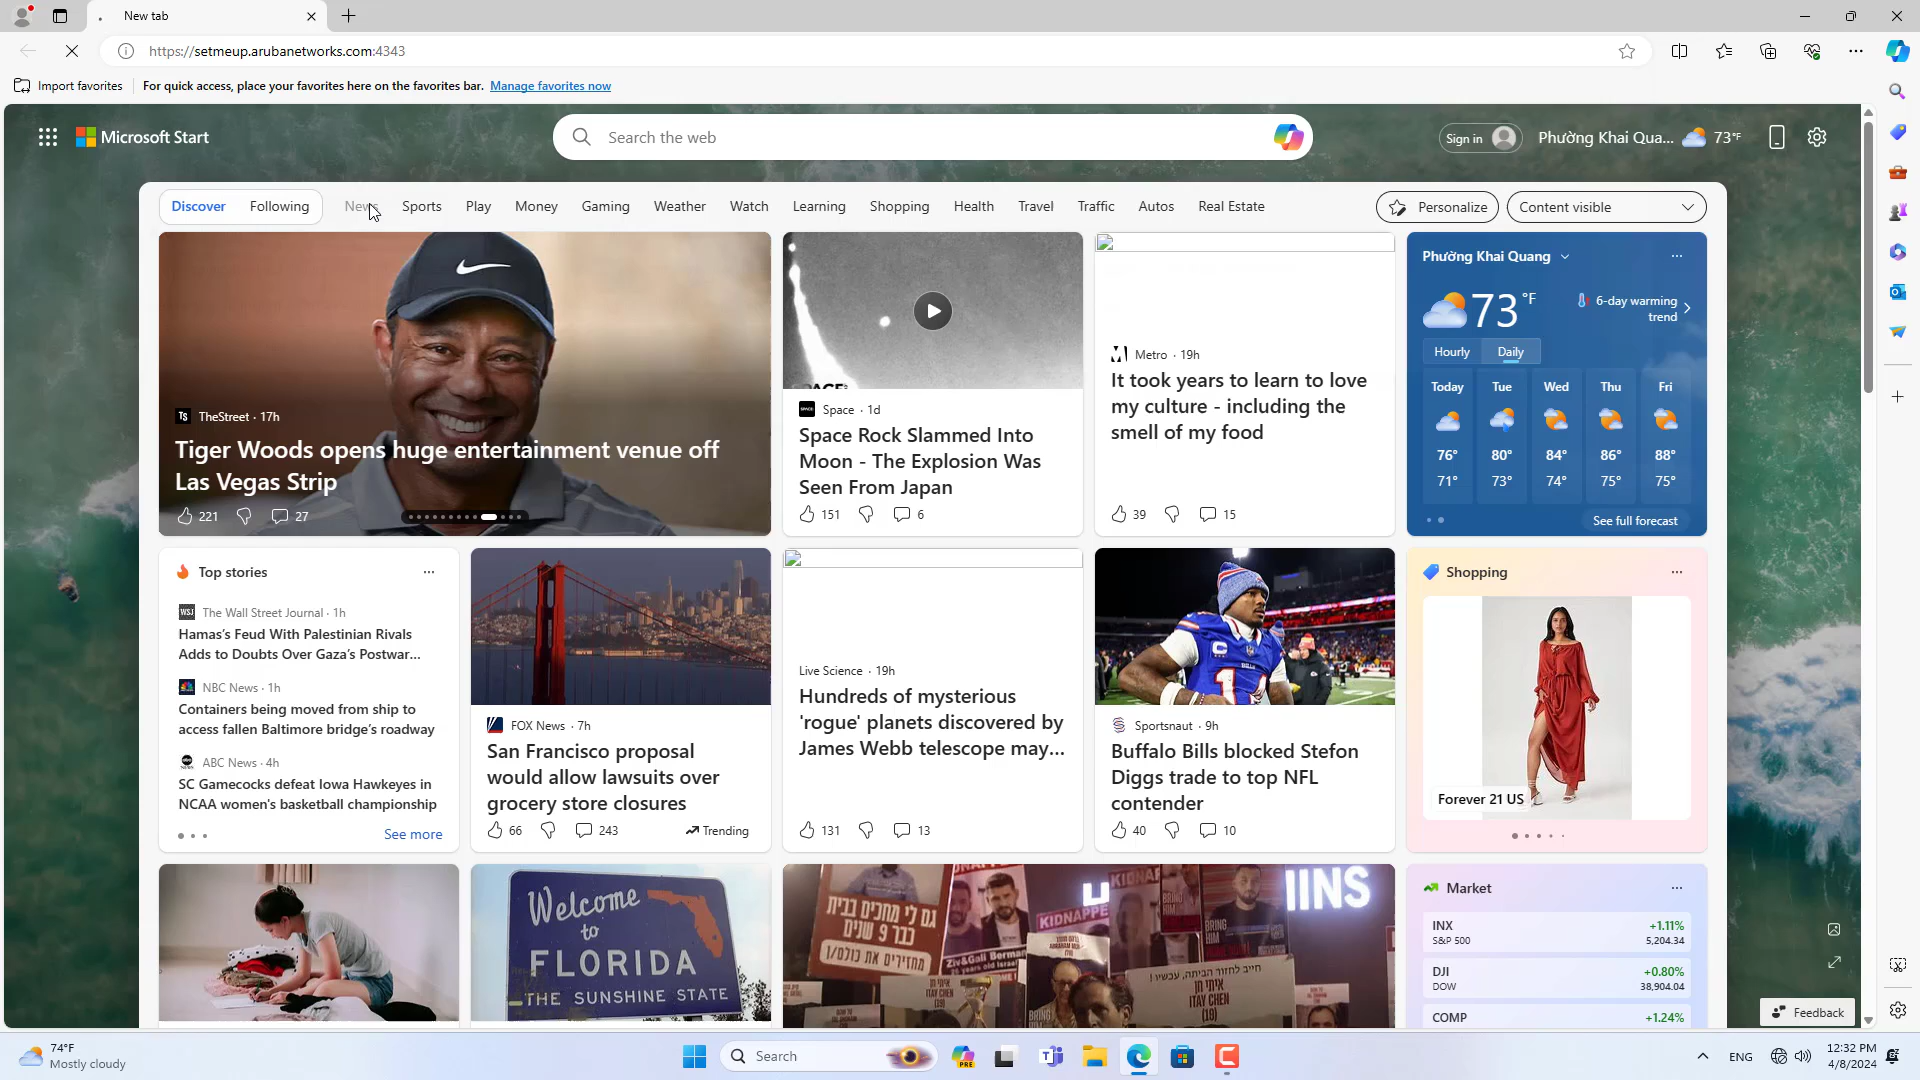 New tab
https://setmeup.arubanetworks.com:4343
Import favorites
For quick access, place your favorites here on the favorites bar. Manage favorites now
Microsoft Start
Search the web
Sign in
Phường Khai Qua...
73°F
Discover
Following
News
Sports
Play
Money
Gaming
Weather
Watch
Learning
Shopping
Health
Travel
Traffic
Autos
Real Estate
Personalize
Content visible
TheStreet · 17h
Tiger Woods opens huge entertainment venue off
Las Vegas Strip
221
27
Space · 1d
Space Rock Slammed Into
Moon - The Explosion Was
Seen From Japan
151
6
Metro · 19h
It took years to learn to love
my culture - including the
smell of my food
39
15
Phường Khai Quang
73°F
6-day warming
trend
Hourly
Daily
Today Tue Wed Thu Fri
76° 80° 84° 86° 88°
71° 73° 74° 75° 75°
See full forecast
Top stories
The Wall Street Journal · 1h
Hamas's Feud With Palestinian Rivals
Adds to Doubts Over Gaza's Postwar...
NBC News · 1h
Containers being moved from ship to
access fallen Baltimore bridge's roadway
ABC News · 4h
SC Gamecocks defeat Iowa Hawkeyes in
NCAA women's basketball championship
See more
FOX News · 7h
San Francisco proposal
would allow lawsuits over
grocery store closures
66
243
Trending
Live Science · 19h
Hundreds of mysterious
'rogue' planets discovered by
James Webb telescope may...
131
13
Sportsnaut · 9h
Buffalo Bills blocked Stefon
Diggs trade to top NFL
contender
40
10
Shopping
Forever 21 US
Welcome
to
FLORIDA
THE SUNSHINE STATE
KIDNAPPED
ITAY CHEN
(19)
BRING
HIM
Market
INX +1.11%
S&P 500 5,204.34
DJI +0.80%
DOW 38,904.04
COMP +1.24%
Feedback
74°F
Mostly cloudy
Search
ENG
12:32 PM
4/8/2024